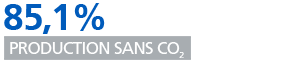 85,1%
PRODUCTION SANS CO₂